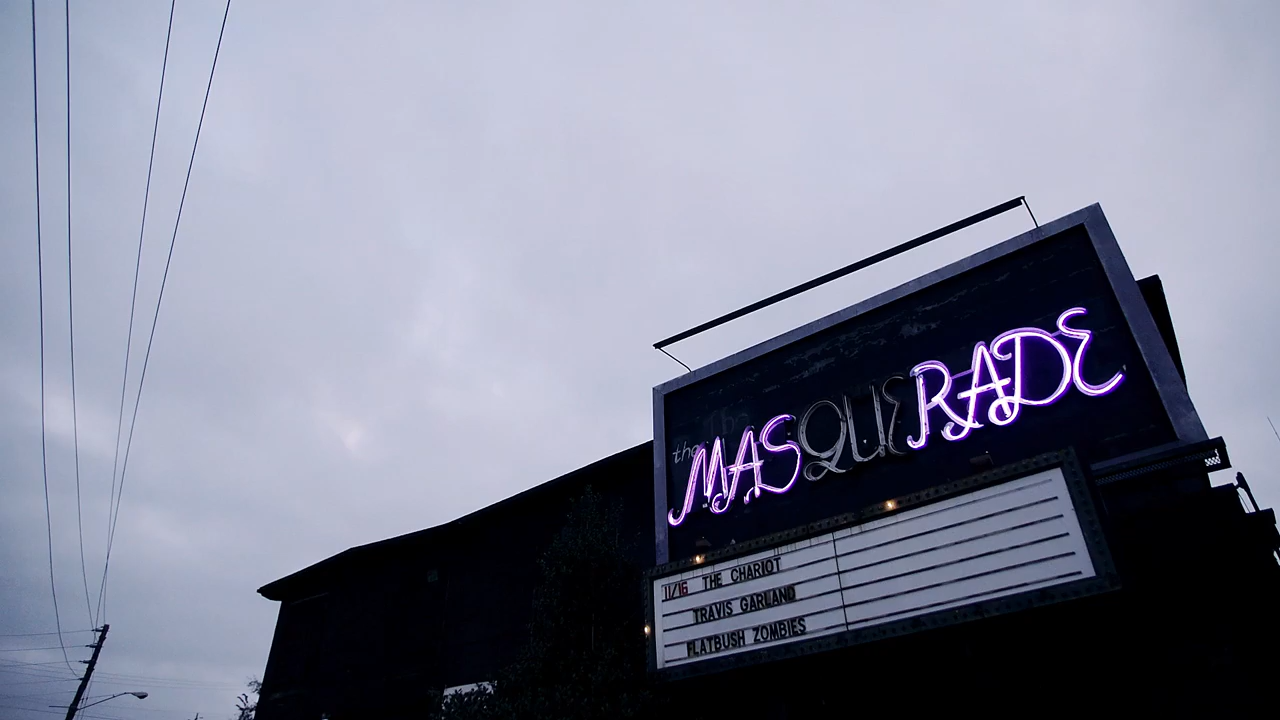 the
MASQUERADE
11/16 THE CHARIOT
TRAVIS GARLAND
FLATBUSH ZOMBIES